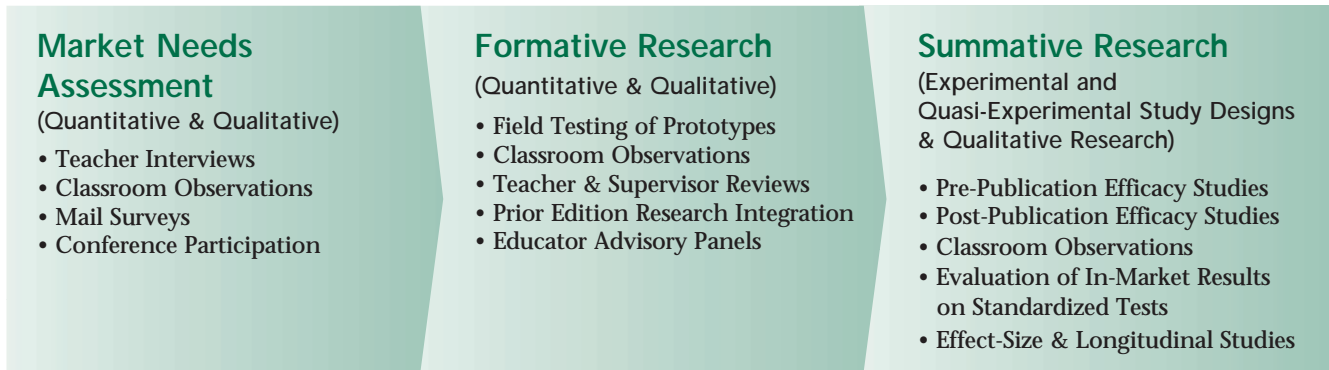 Market Needs
Assessment
(Quantitative & Qualitative)
• Teacher Interviews
• Classroom Observations
• Mail Surveys
• Conference Participation
Formative Research
(Quantitative & Qualitative)
• Field Testing of Prototypes
• Classroom Observations
• Teacher & Supervisor Reviews
• Prior Edition Research Integration
• Educator Advisory Panels
Summative Research
(Experimental and
Quasi-Experimental Study Designs
& Qualitative Research)
• Pre-Publication Efficacy Studies
• Post-Publication Efficacy Studies
• Classroom Observations
• Evaluation of In-Market Results
on Standardized Tests
• Effect-Size & Longitudinal Studies